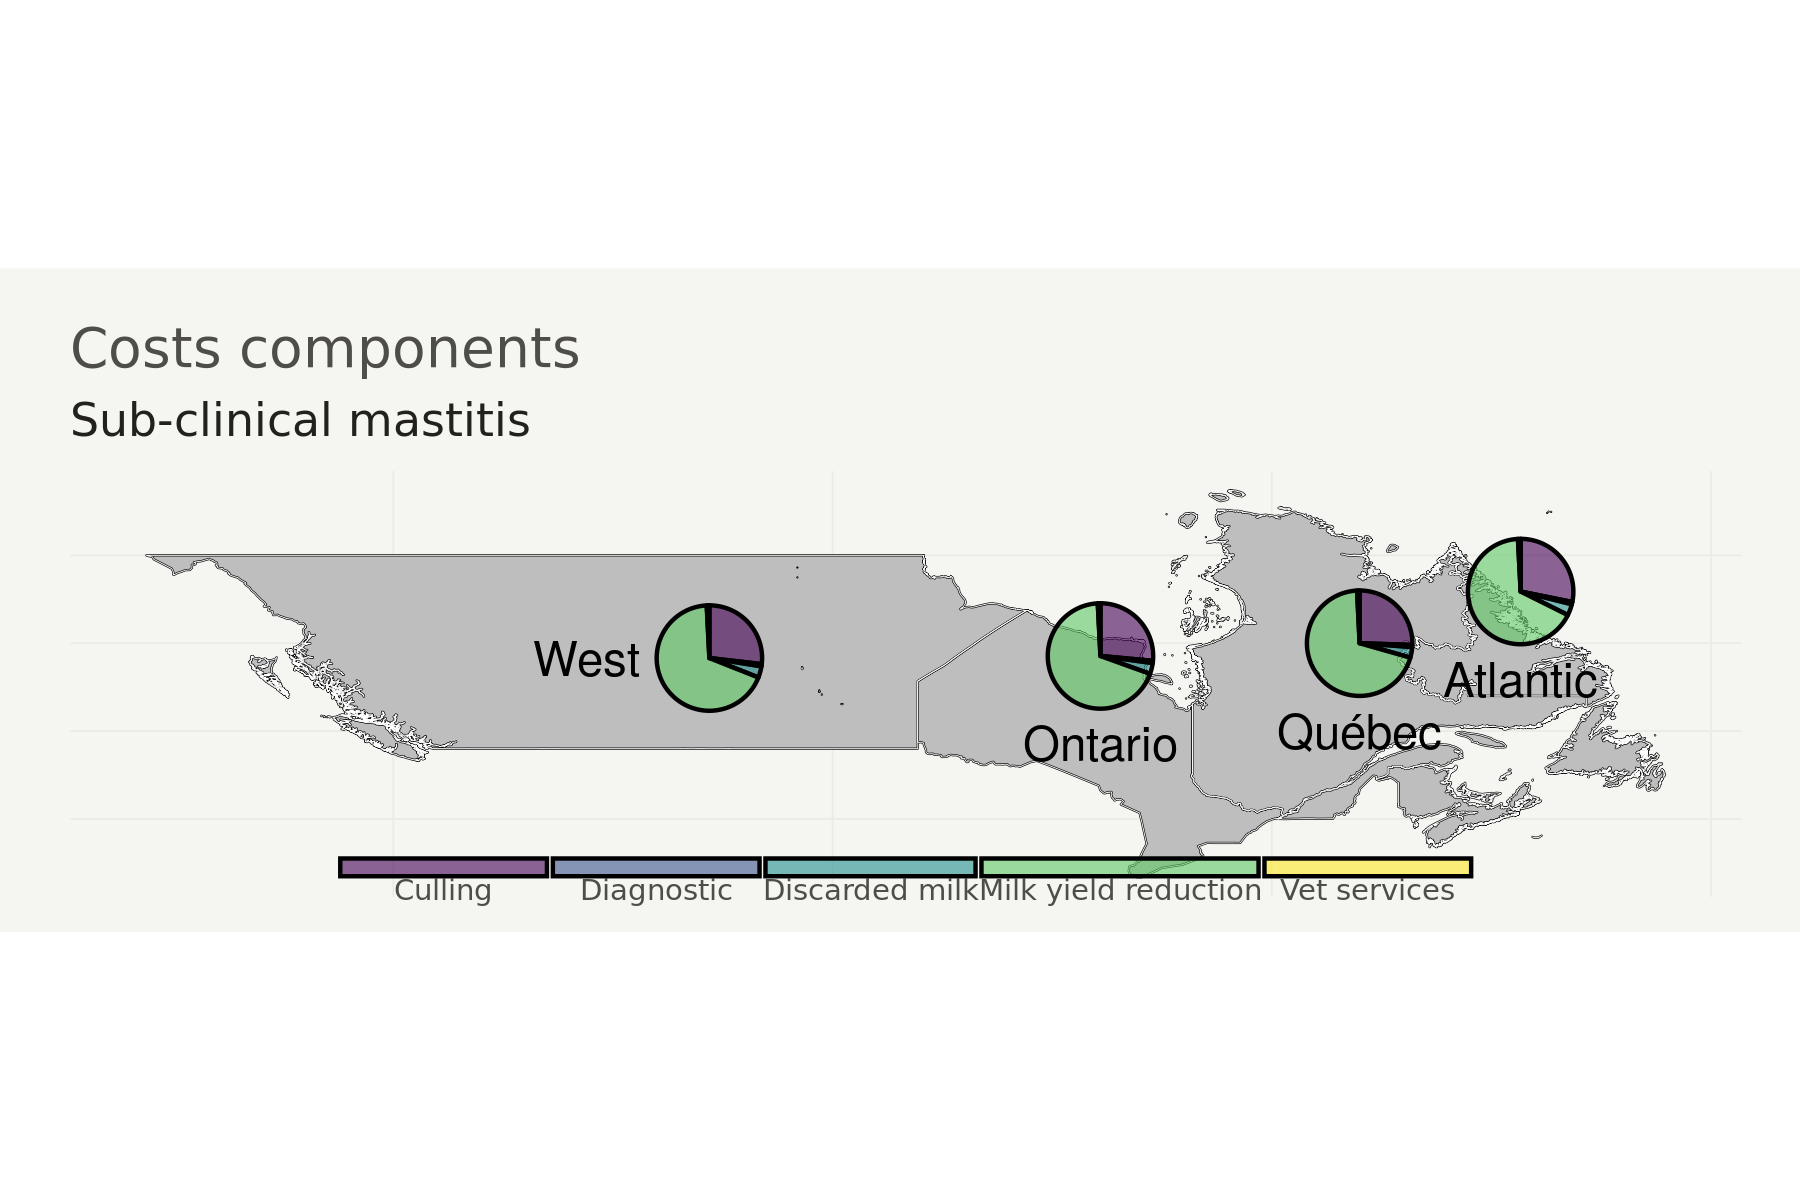 Costs components
Sub-clinical mastitis
West
Ontario
Québec
Atlantic
Culling
Diagnostic
Discarded milk
Milk yield reduction
Vet services